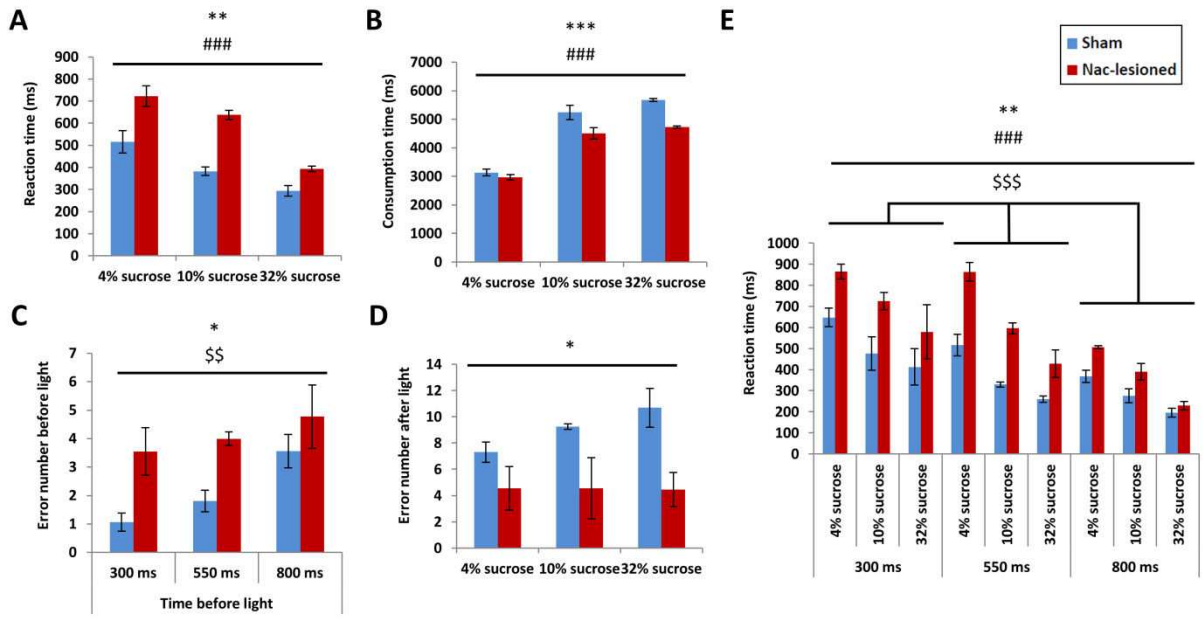 A
**
###
Reaction time (ms)
900
800
700
600
500
400
300
200
100
0
4% sucrose 10% sucrose 32% sucrose
B
***
###
Consumption time (ms)
7000
6000
5000
4000
3000
2000
1000
0
4% sucrose 10% sucrose 32% sucrose
C
*
$$
Error number before light
7
6
5
4
3
2
1
0
300 ms 550 ms 800 ms
Time before light
D
*
Error number after light
14
12
10
8
6
4
2
0
4% sucrose 10% sucrose 32% sucrose
E
Sham
Nac-lesioned
**
###
$$$
Reaction time (ms)
1000
900
800
700
600
500
400
300
200
100
0
4% sucrose
10% sucrose
32% sucrose
4% sucrose
10% sucrose
32% sucrose
4% sucrose
10% sucrose
32% sucrose
300 ms 550 ms 800 ms